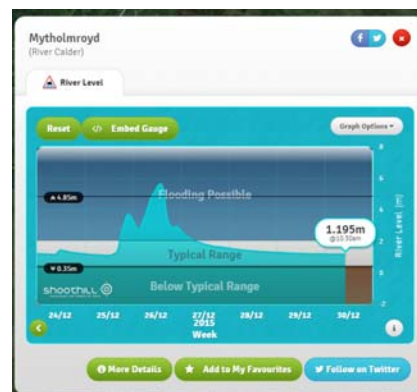 Mytholmroyd
(River Calder)
River Level
Reset
</> Embed Gauge
Graph Options
8
6
4
2
0
-2
River Level (m)
Flooding Possible
4.85m
1.195m
@10:30am
Typical Range
0.35m
Below Typical Range
shoothill
24/12
25/12
26/12
27/12
28/12
29/12
30/12
2015
Week
More Details
Add to My Favourites
Follow on Twitter